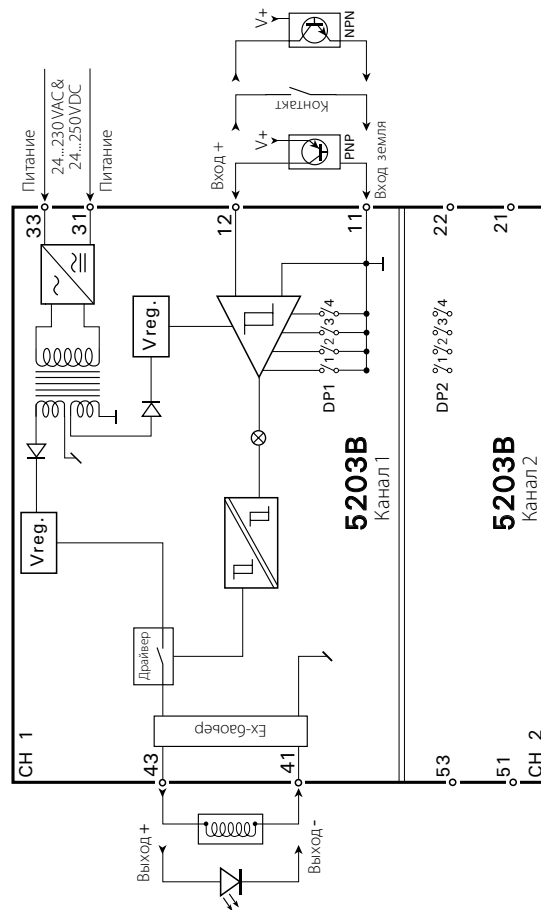 Питание
24...230 VAC &
24...250 VDC
Питание
33
31
CH 1
Vreg.
Vreg.
Драйвер
Ex-баоьер
43
41
Выход +
Выход -
12
11
Вход +
Вход земля
V+
PNP
Контакт
V+
NPN
DP1
1 2 3 4
5203B
Канал 1
22
21
DP2
1 2 3 4
5203B
Канал 2
53
51
CH 2